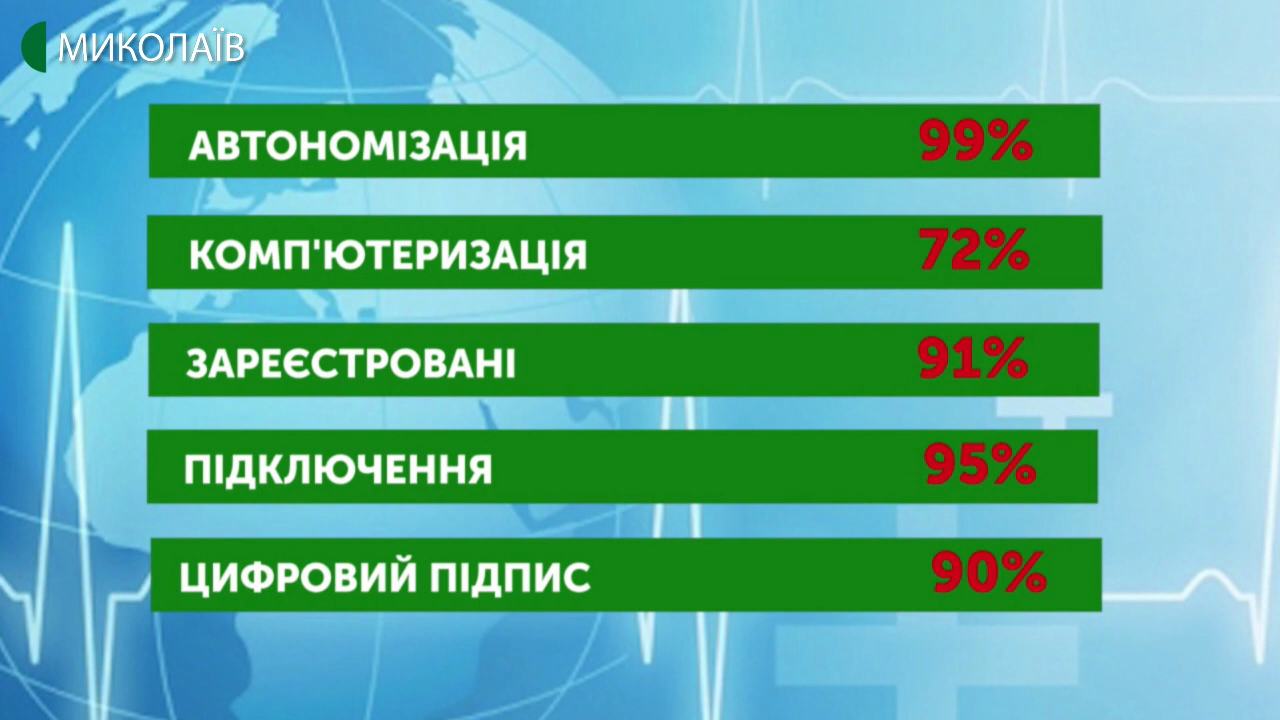 МИКОЛАЇВ
АВТОНОМІЗАЦІЯ 99%
КОМП'ЮТЕРИЗАЦІЯ 72%
ЗАРЕЄСТРОВАНІ 91%
ПІДКЛЮЧЕННЯ 95%
ЦИФРОВИЙ ПІДПИС 90%